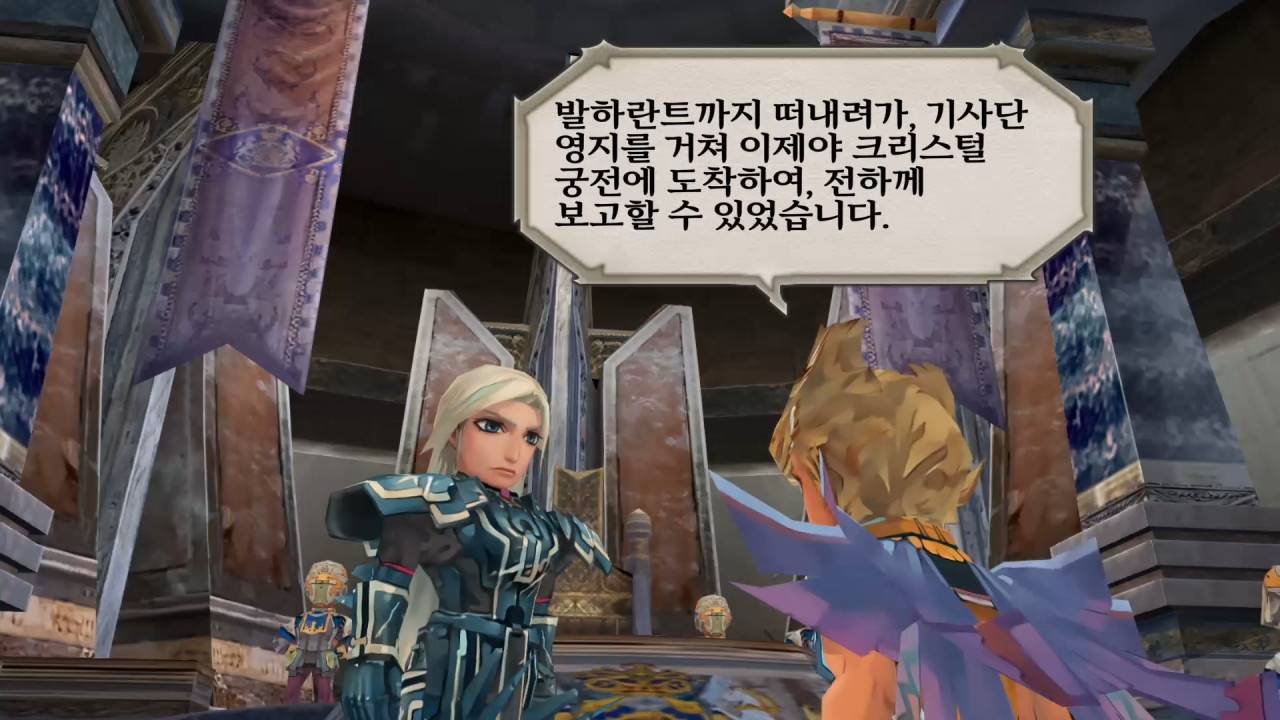 발하란트까지 떠내려가, 기사단
영지를 거쳐 이제야 크리스털
궁전에 도착하여, 전하께
보고할 수 있었습니다.